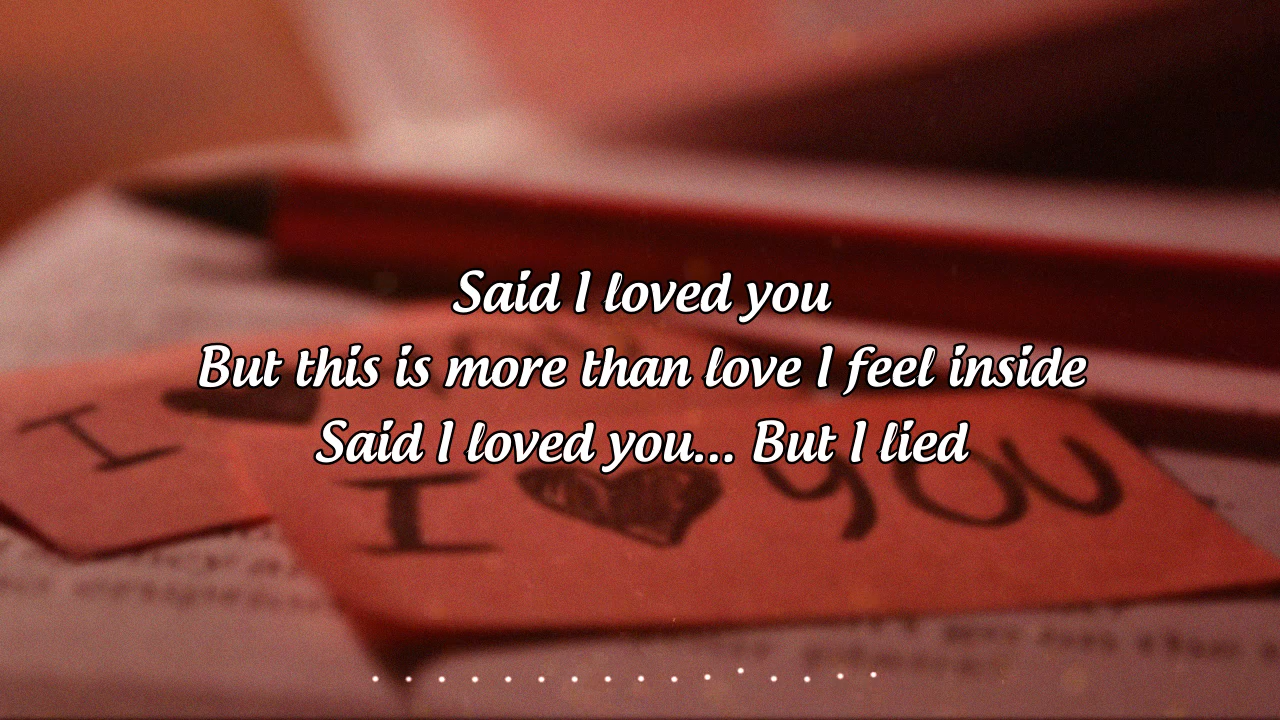 Said I loved you
But this is more than love I feel inside
Said I loved you... But I lied
I
I YOU